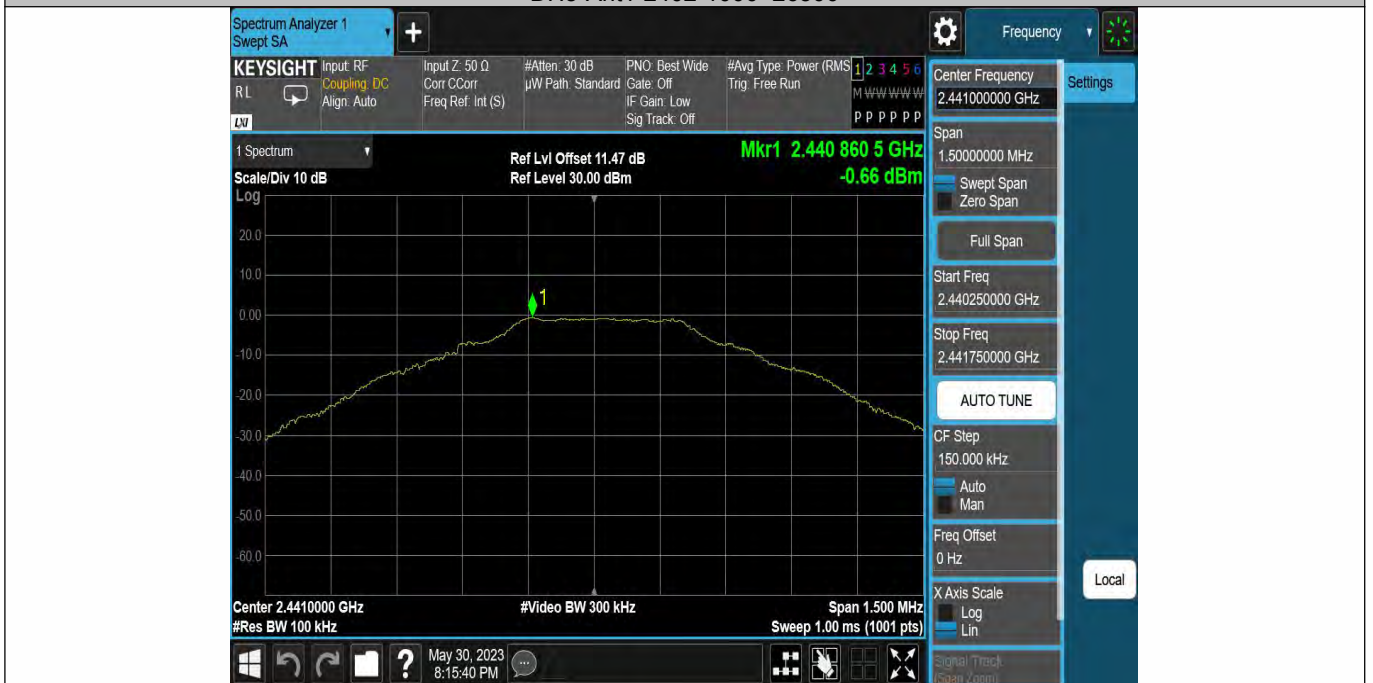 Spectrum Analyzer 1
Swept SA
Frequency
KEYSIGHT
RL
LXI
Input: RF
Coupling: DC
Align: Auto
Input Z: 50 Ω
Corr CCorr
Freq Ref: Int (S)
#Atten: 30 dB
µW Path: Standard
PNO: Best Wide
Gate: Off
IF Gain: Low
Sig Track: Off
#Avg Type: Power (RMS
Trig: Free Run
1 2 3 4 5 6
M W W W W W
P P P P P P
Center Frequency
2.441000000 GHz
Settings
Span
1.50000000 MHz
Swept Span
Zero Span
Full Span
Start Freq
2.440250000 GHz
Stop Freq
2.441750000 GHz
AUTO TUNE
CF Step
150.000 kHz
Auto
Man
Freq Offset
0 Hz
X Axis Scale
Log
Lin
Signal Track
(Span Zoom)
Local
1 Spectrum
Scale/Div 10 dB
Log
Ref Lvl Offset 11.47 dB
Ref Level 30.00 dBm
Mkr1 2.440 860 5 GHz
-0.66 dBm
20.0
10.0
0.00
-10.0
-20.0
-30.0
-40.0
-50.0
-60.0
1
Center 2.4410000 GHz
#Res BW 100 kHz
#Video BW 300 kHz
Span 1.500 MHz
Sweep 1.00 ms (1001 pts)
?
May 30, 2023
8:15:40 PM